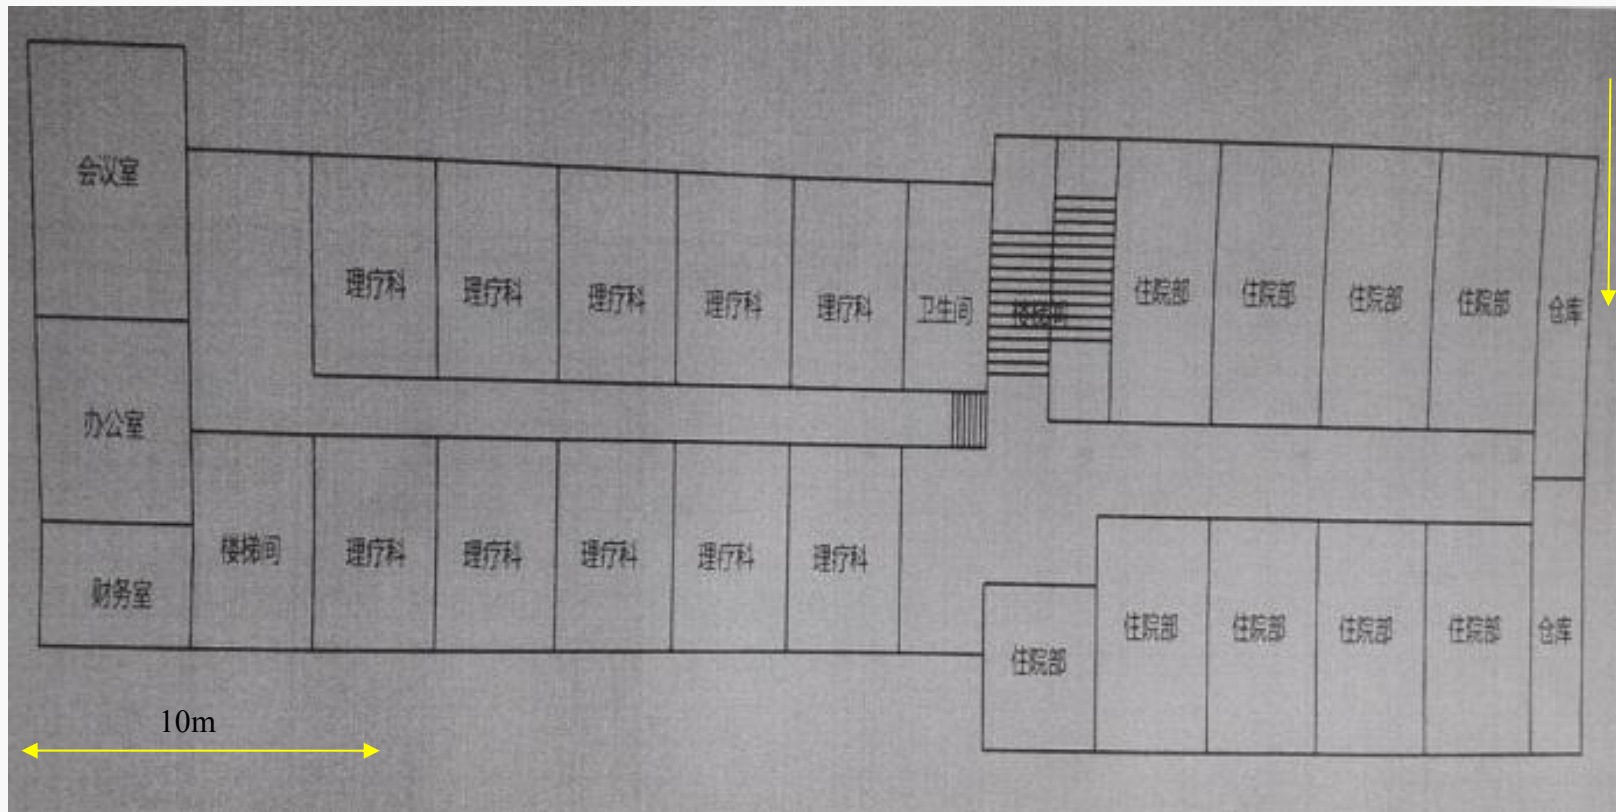 会议室
理疗科
理疗科
理疗科
理疗科
理疗科
卫生间
楼梯间
住院部
住院部
住院部
住院部
仓库
办公室
财务室
楼梯间
理疗科
理疗科
理疗科
理疗科
理疗科
住院部
住院部
住院部
住院部
住院部
仓库
10m